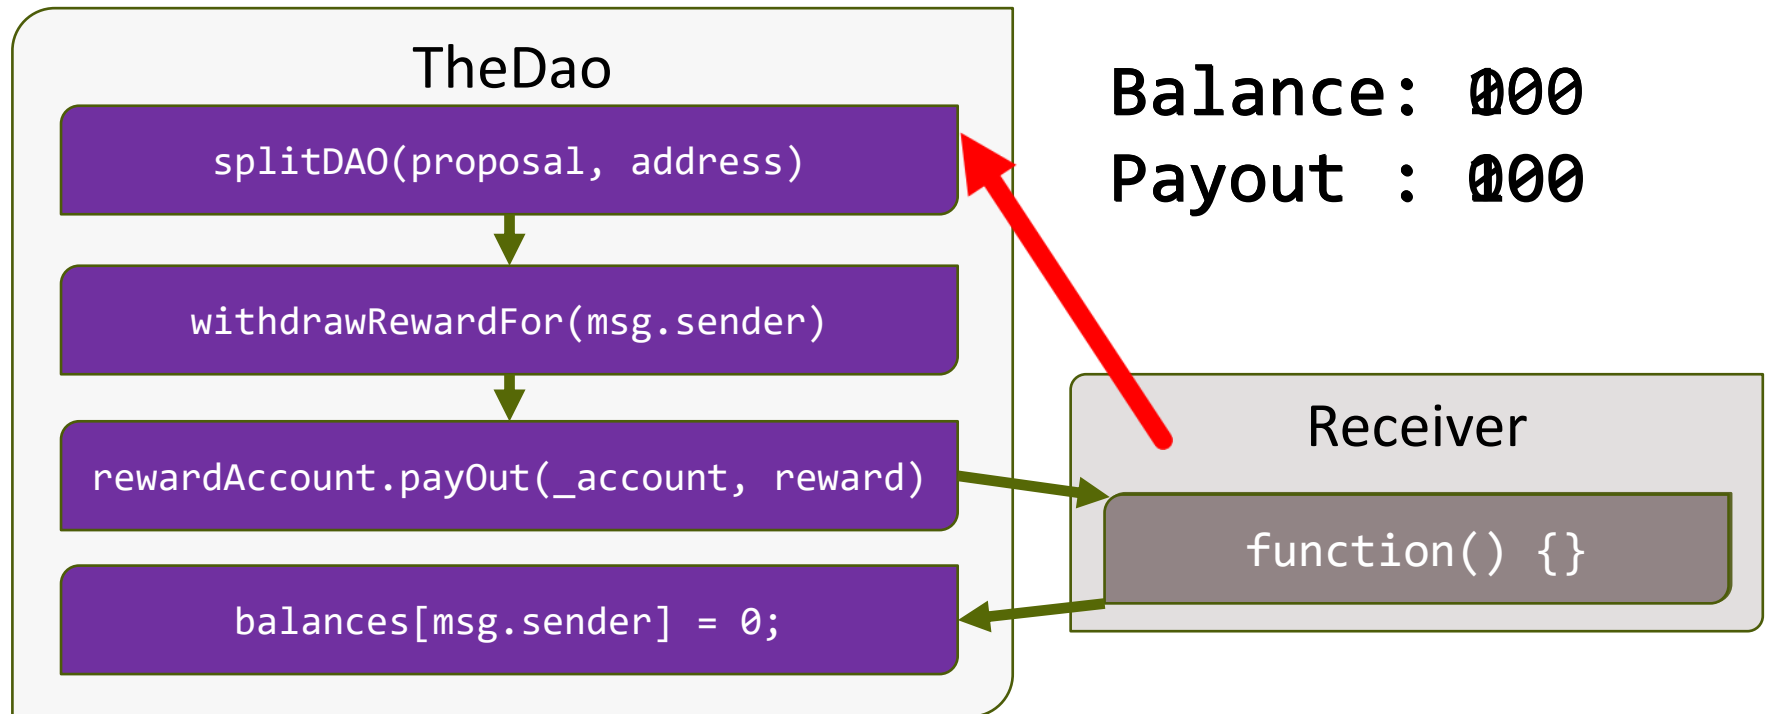 TheDao
splitDAO(proposal, address)
withdrawRewardFor(msg.sender)
rewardAccount.payOut(_account, reward)
balances[msg.sender] = 0;
Balance:
Payout :
Receiver
function() {}